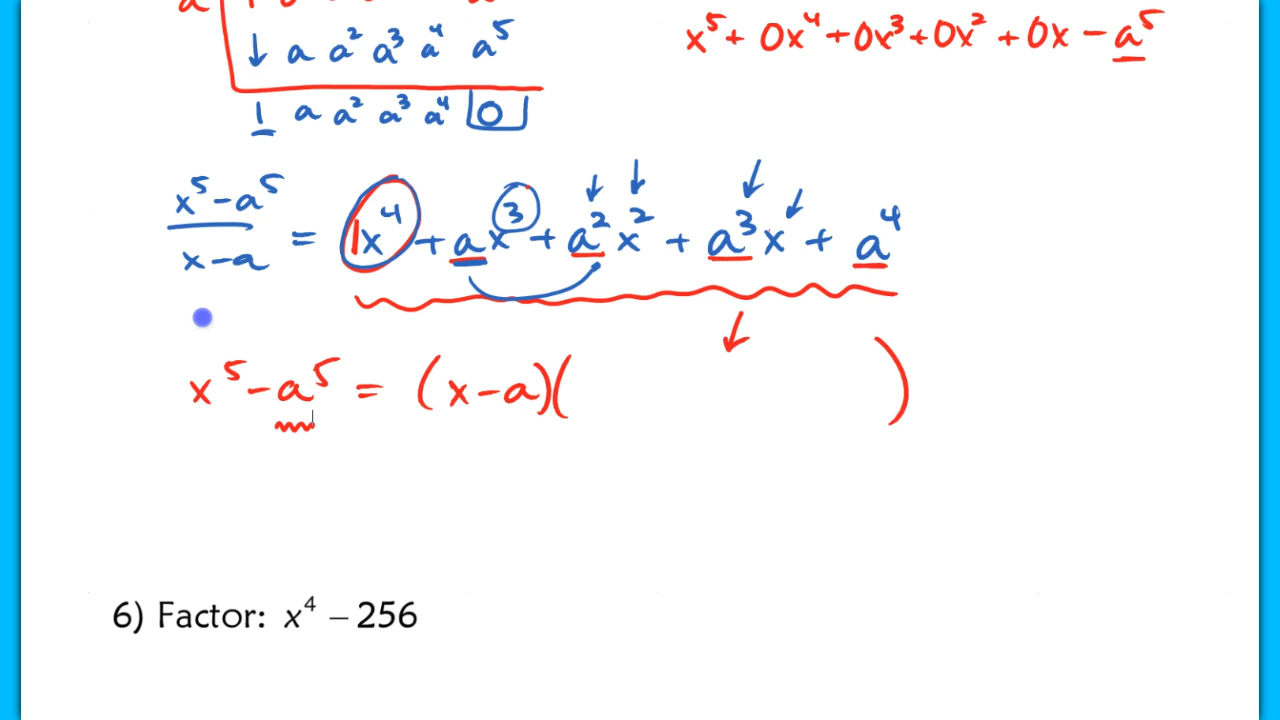 a 
x⁵ + 0x⁴ + 0x³ + 0x² + 0x − a⁵
↓ a a² a³ a⁴ a⁵
1 a a² a³ a⁴ 0
x⁵ − a⁵ / x − a = 1x⁴ + ax³ + a²x² + a³x + a⁴
x⁵ − a⁵ = (x − a)( )
6) Factor: x⁴ − 256